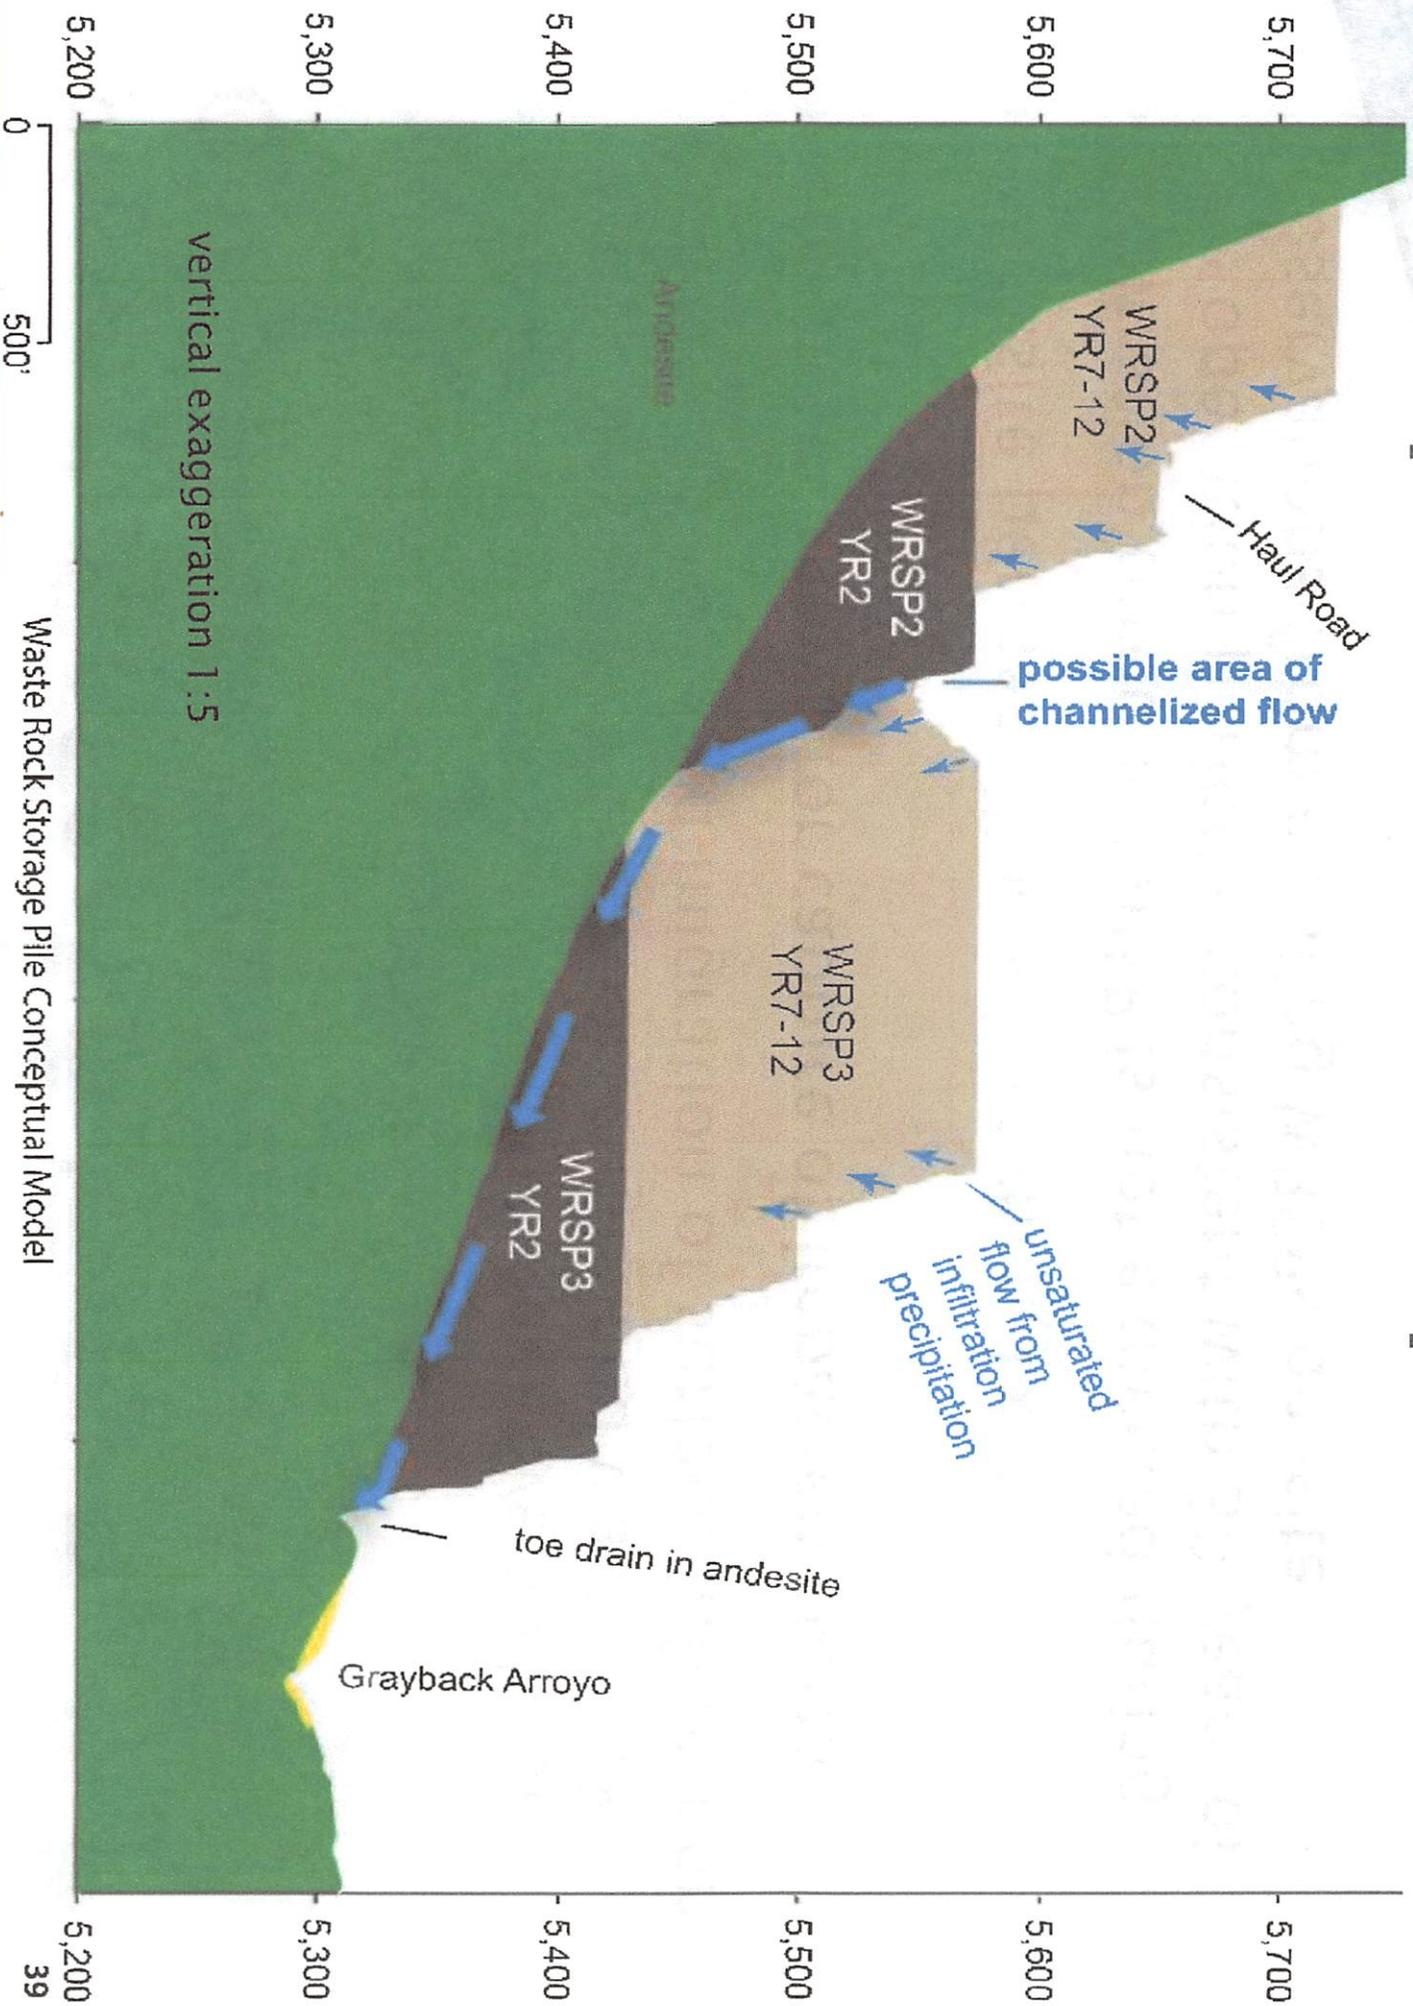 5,700
5,600
5,500
5,400
5,300
5,200
WRSP2
YR7-12
Haul Road
WRSP2
YR2
possible area of
channelized flow
WRSP3
YR7-12
unsaturated
flow from
infiltration
precipitation
WRSP3
YR2
toe drain in andesite
Grayback Arroyo
Andesite
vertical exaggeration 1:5
5,700
5,600
5,500
5,400
5,300
5,200
0
500'
Waste Rock Storage Pile Conceptual Model
39